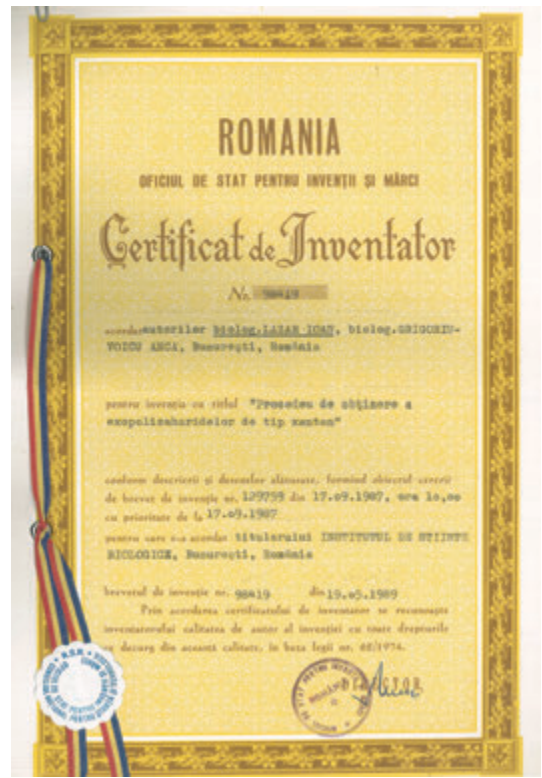 ROMANIA
OFICIUL DE STAT PENTRU INVENȚII ȘI MĂRCI
Certificat de Inventator
Nr. 98419
acordat autorilor biolog.LAZAR IOAN, biolog.GRIGORIU-
VOICU ANCA, București, România
pentru invenția cu titlul "Procedeu de obținere a
exopolizaharidelor de tip xantan"
conform descrierii și desenelor alăturate, formînd obiectul cererii
de brevet de invenție nr. 129759 din 17.09.1987, ora 10,00
cu prioritate de la 17.09.1987
pentru care s-a acordat titularului INSTITUTUL DE STIINTE
BIOLOGICE, București, România
brevetul de invenție nr. 98419 din 19.05.1989
Prin acordarea certificatului de inventator se recunoaște
inventatorului calitatea de autor al invenției cu toate drepturile
ce decurg din această calitate, în baza legii nr. 62/1974.
DIRECTOR